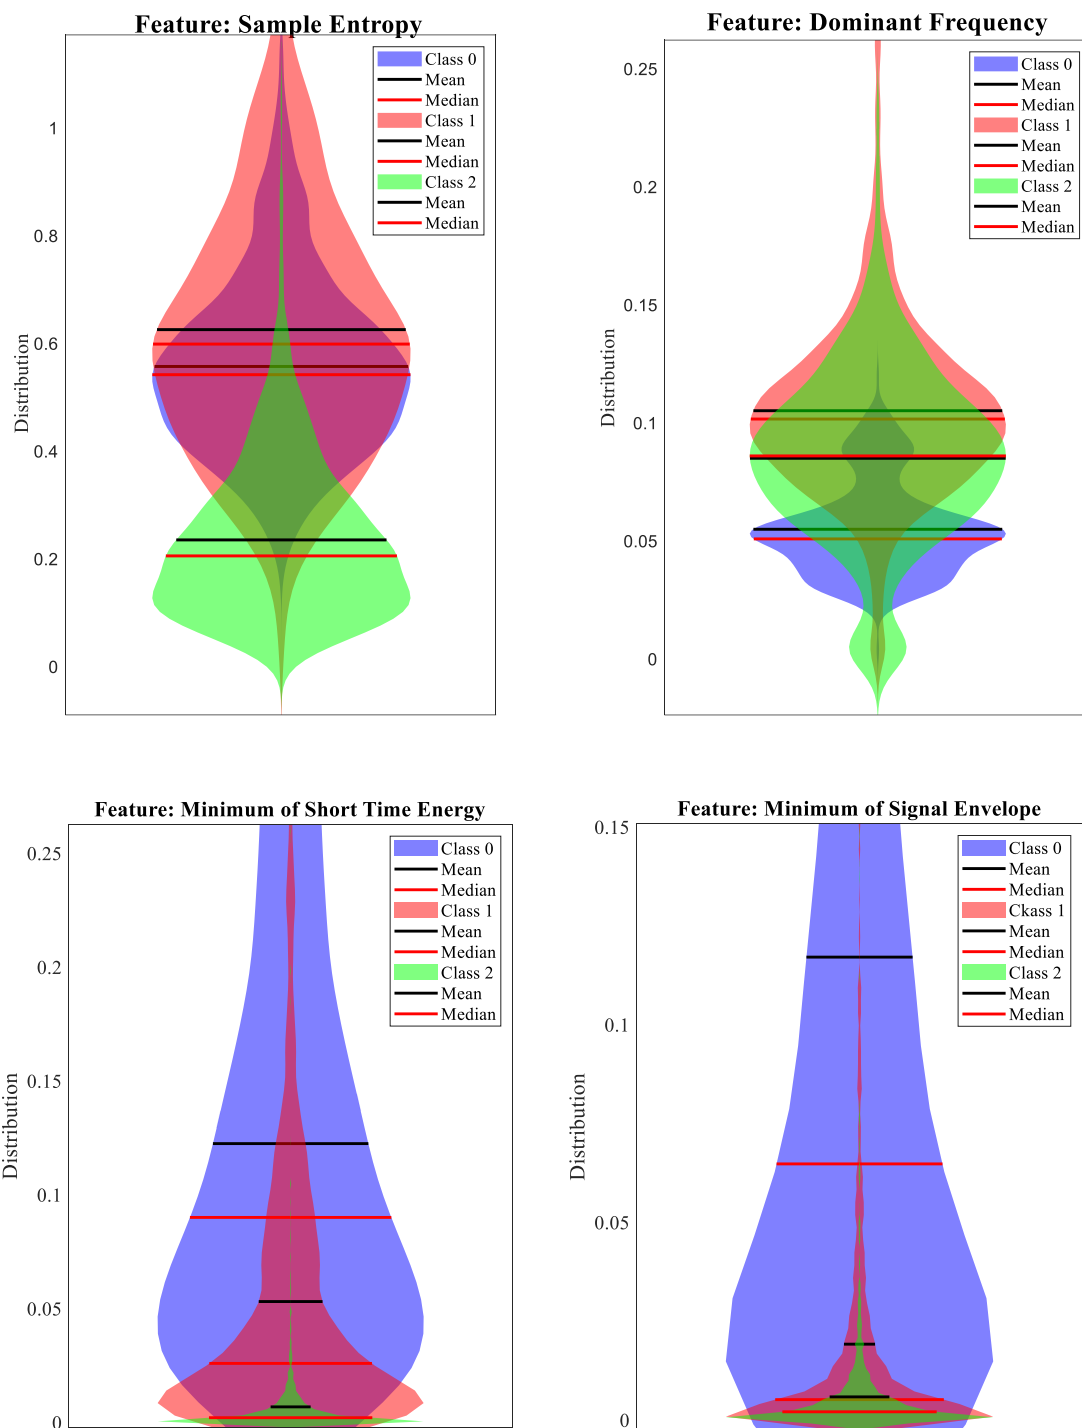 Feature: Sample Entropy
Distribution
1
0.8
0.6
0.4
0.2
0
Class 0
Mean
Median
Class 1
Mean
Median
Class 2
Mean
Median
Feature: Dominant Frequency
Distribution
0.25
0.2
0.15
0.1
0.05
0
Class 0
Mean
Median
Class 1
Mean
Median
Class 2
Mean
Median
Feature: Minimum of Short Time Energy
Distribution
0.25
0.2
0.15
0.1
0.05
0
Class 0
Mean
Median
Class 1
Mean
Median
Class 2
Mean
Median
Feature: Minimum of Signal Envelope
Distribution
0.15
0.1
0.05
0
Class 0
Mean
Median
Ckass 1
Mean
Median
Class 2
Mean
Median